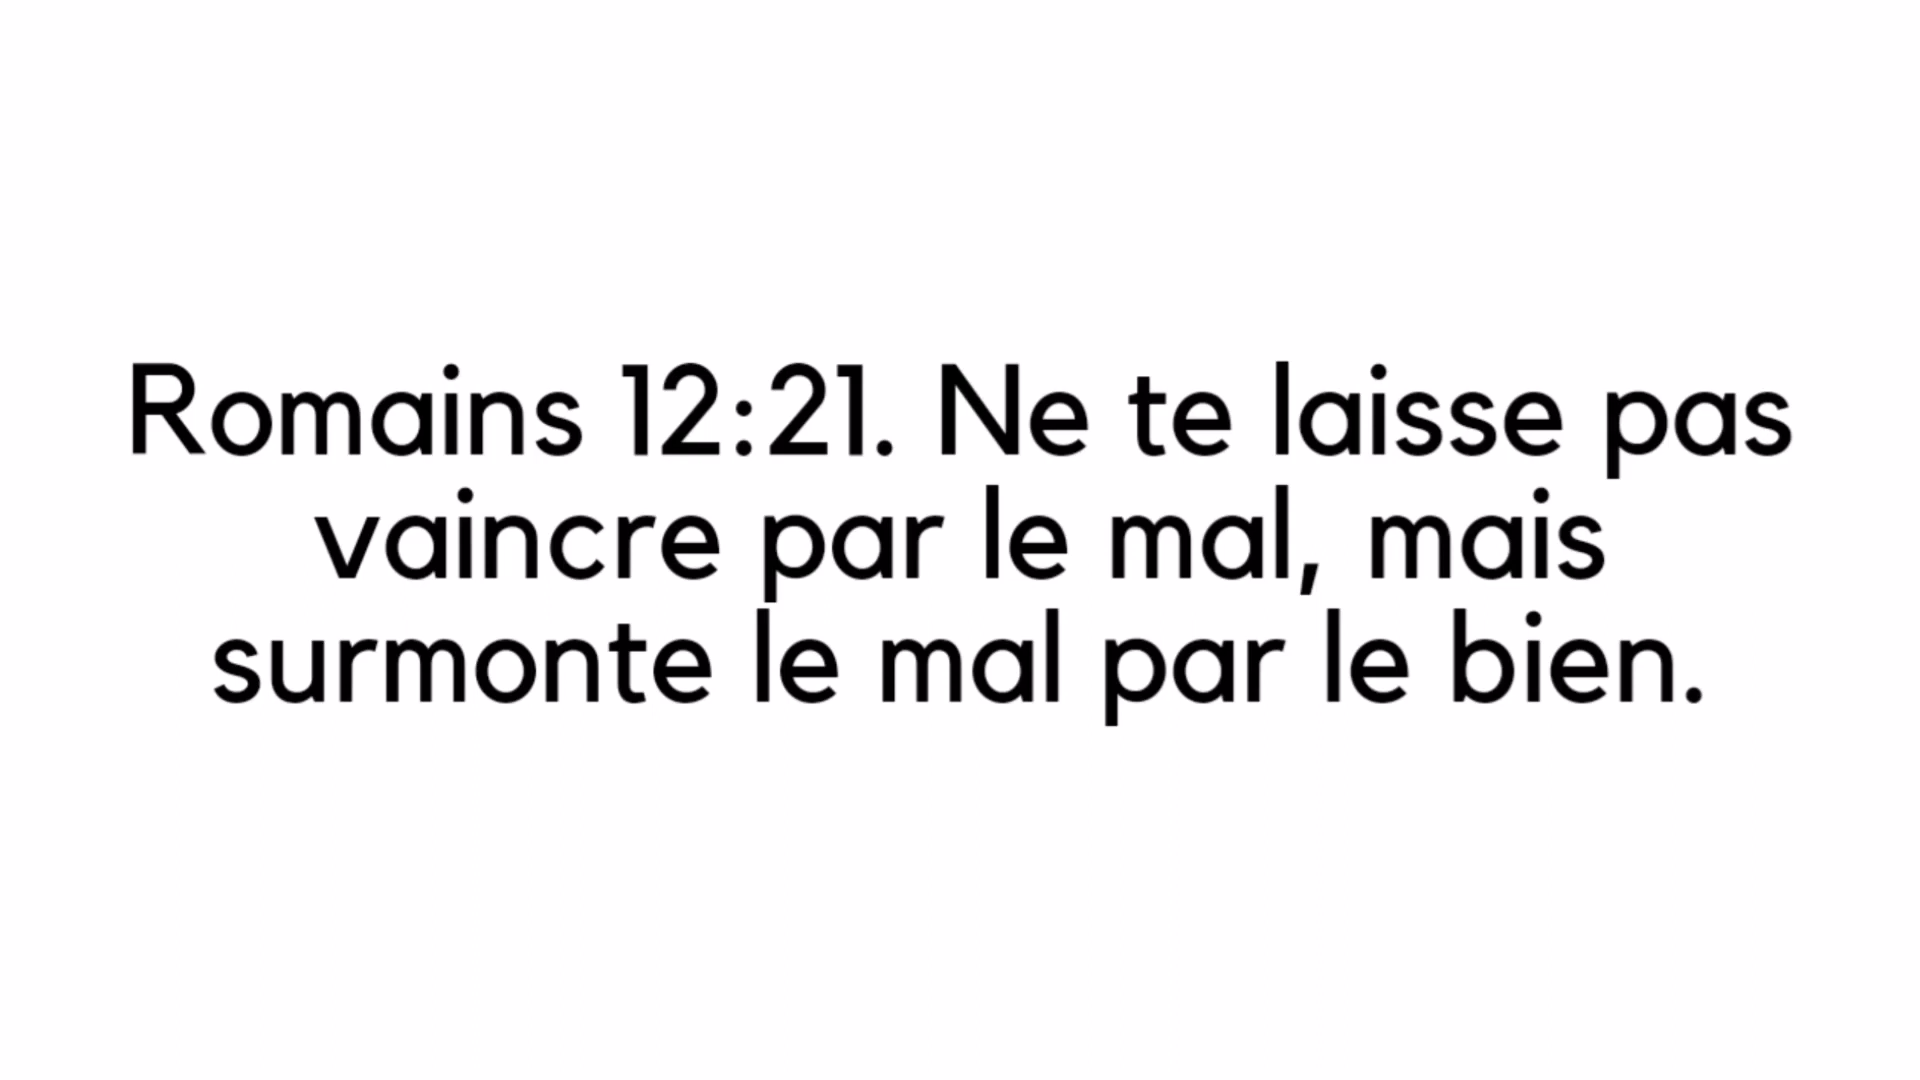 Romains 12:21. Ne te laisse pas
vaincre par le mal, mais
surmonte le mal par le bien.